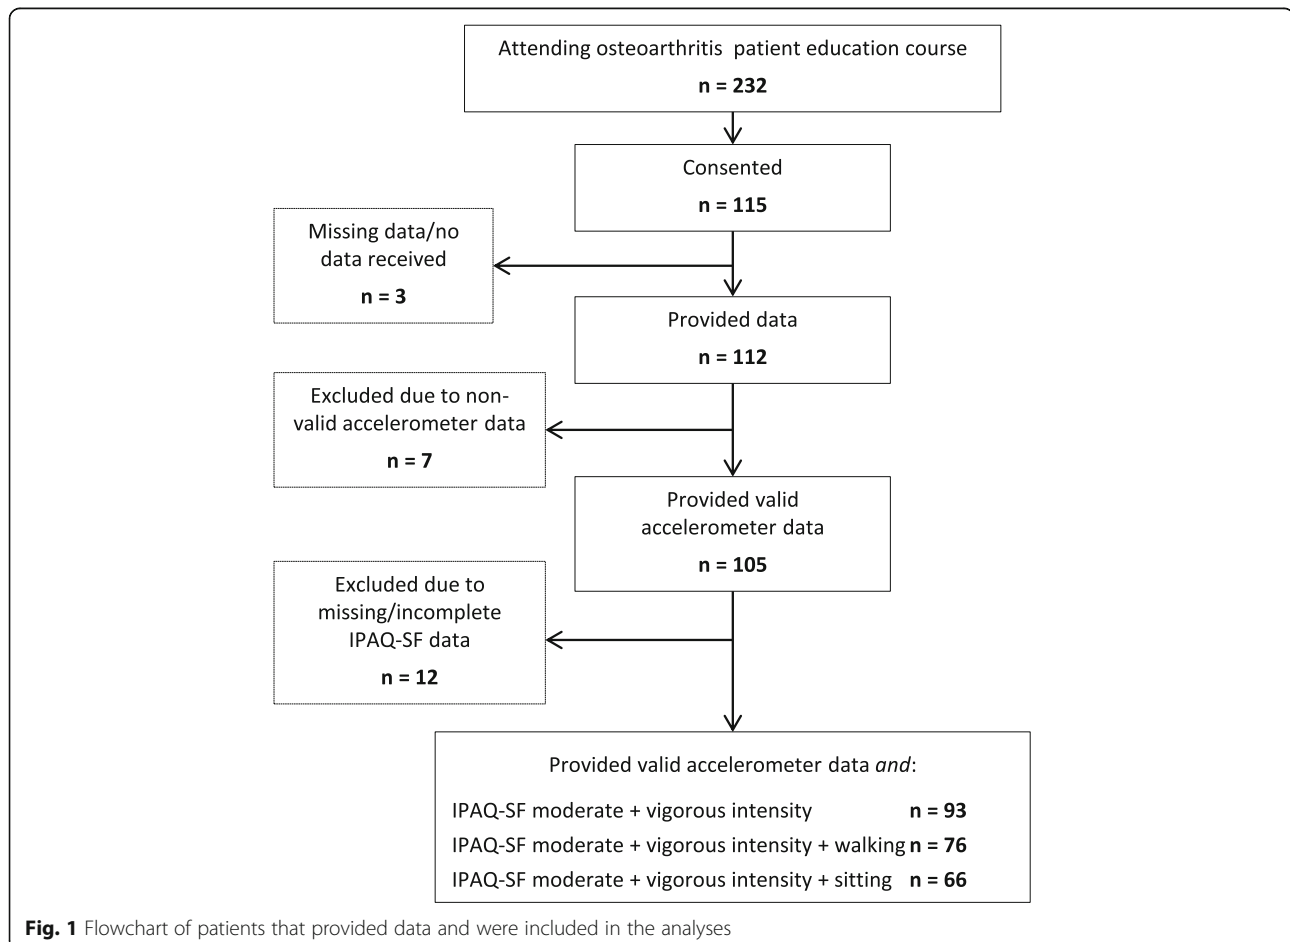 Attending osteoarthritis patient education course
n = 232
Consented
n = 115
Missing data/no
data received
n = 3
Provided data
n = 112
Excluded due to non-
valid accelerometer data
n = 7
Provided valid
accelerometer data
n = 105
Excluded due to
missing/incomplete
IPAQ-SF data
n = 12
Provided valid accelerometer data and:
IPAQ-SF moderate + vigorous intensity n = 93
IPAQ-SF moderate + vigorous intensity + walking n = 76
IPAQ-SF moderate + vigorous intensity + sitting n = 66
Fig. 1 Flowchart of patients that provided data and were included in the analyses